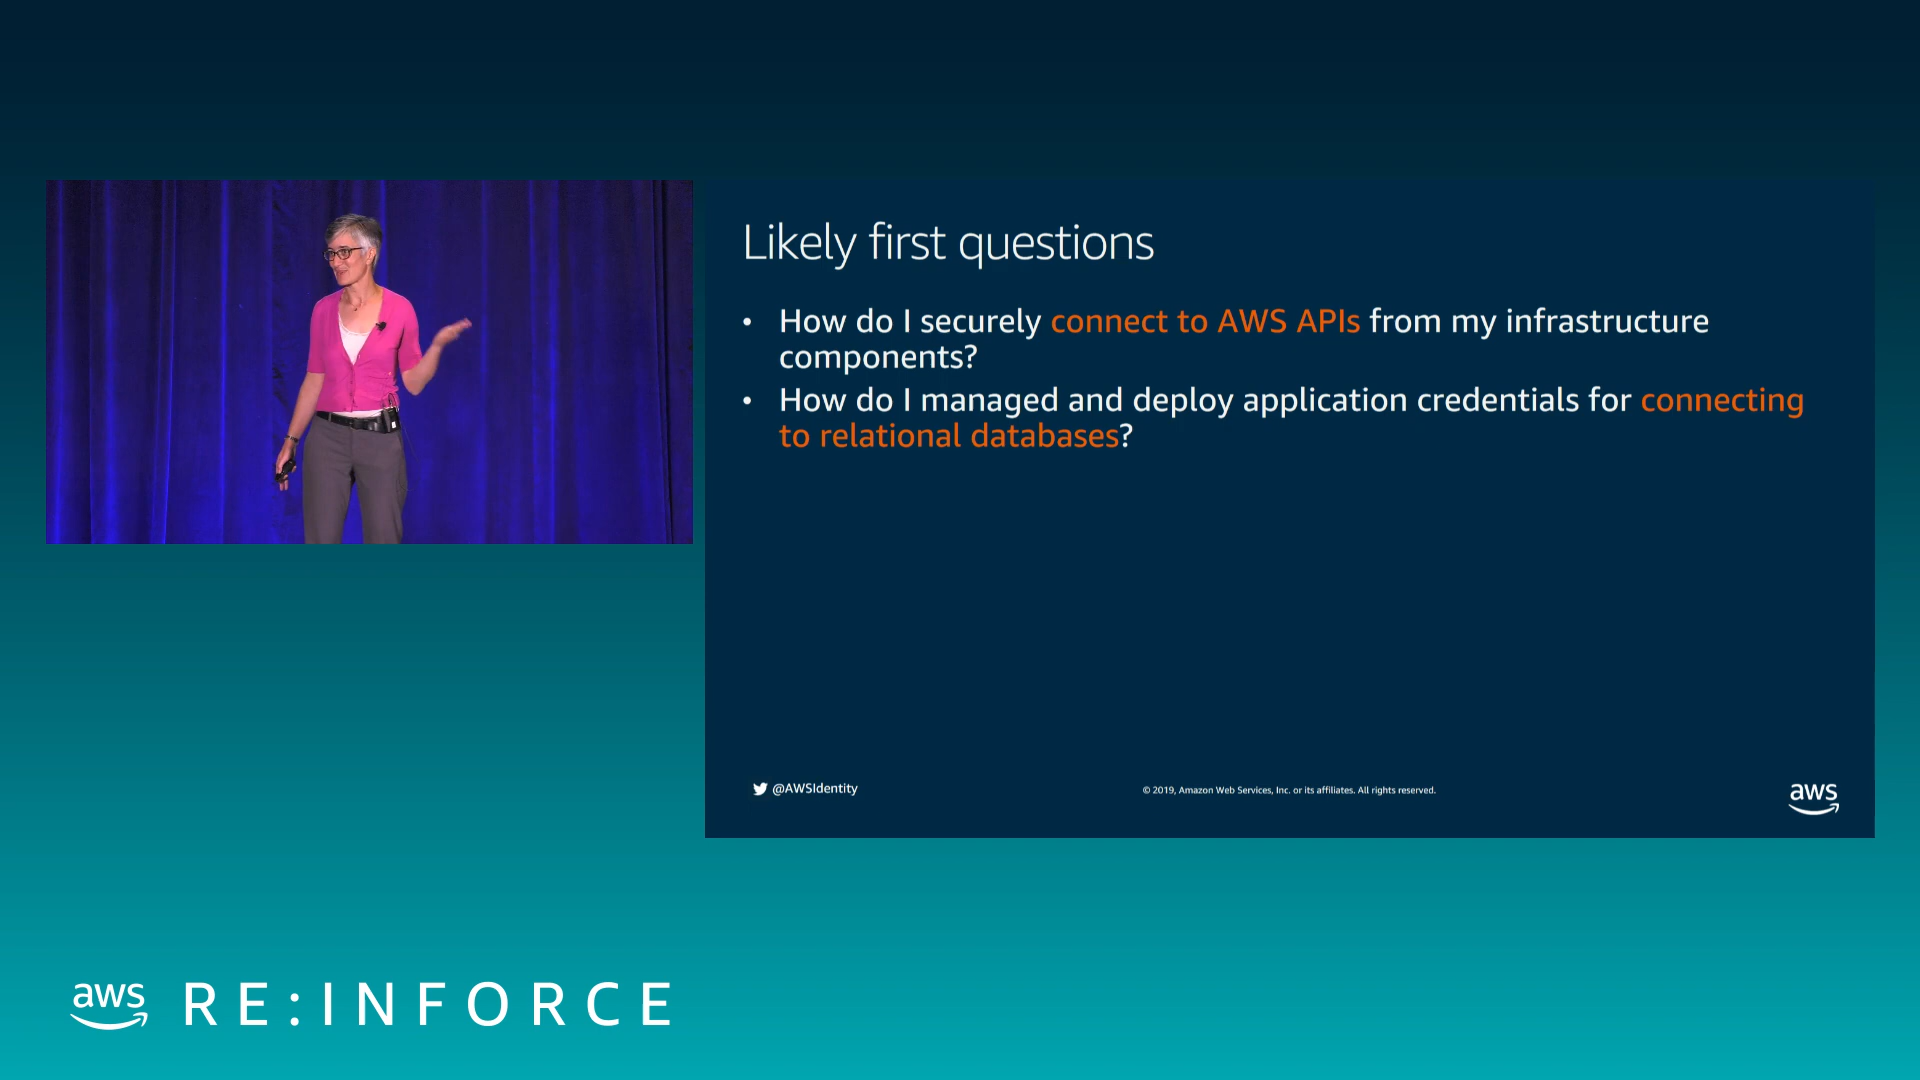 Likely first questions
• How do I securely connect to AWS APIs from my infrastructure
components?
• How do I managed and deploy application credentials for connecting
to relational databases?
@AWSIdentity
© 2019, Amazon Web Services, Inc. or its affiliates. All rights reserved.
aws
aws RE:INFORCE